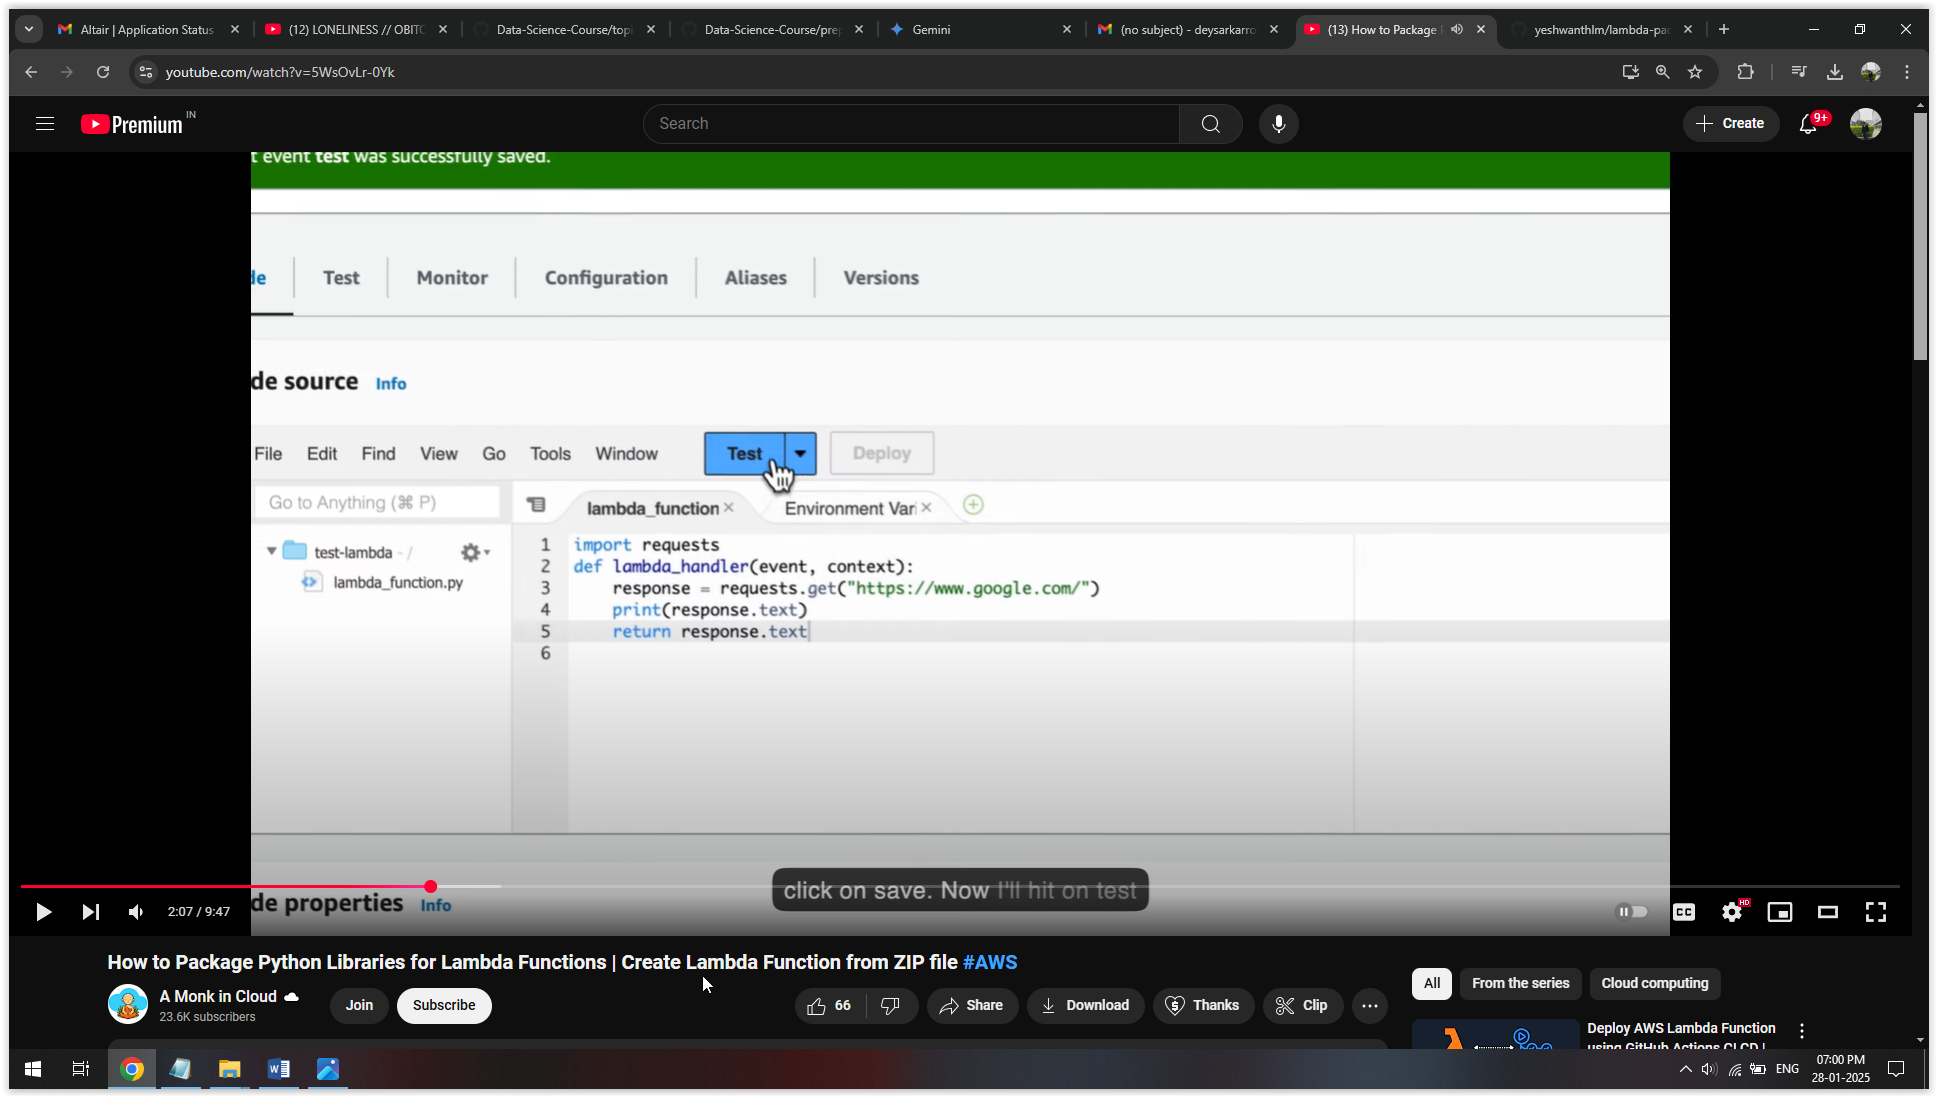 Altair | Application Status
(12) LONELINESS // OBITO
Data-Science-Course/topi
Data-Science-Course/prep
Gemini
(no subject) - deysarkarro
(13) How to Package
yeshwanthlm/lambda-pac
youtube.com/watch?v=5WsOvLr-0Yk
Premium IN
Search
Create
9+
t event test was successfully saved.
de
Test
Monitor
Configuration
Aliases
Versions
de source Info
File Edit Find View Go Tools Window
Test
Deploy
Go to Anything (⌘ P)
lambda_function
Environment Vari
test-lambda - /
lambda_function.py
1 import requests
2 def lambda_handler(event, context):
3 response = requests.get("https://www.google.com/")
4 print(response.text)
5 return response.text
6
de properties Info
click on save. Now I'll hit on test
2:07 / 9:47
CC
HD
How to Package Python Libraries for Lambda Functions | Create Lambda Function from ZIP file #AWS
A Monk in Cloud
23.6K subscribers
Join
Subscribe
66
Share
Download
Thanks
Clip
All
From the series
Cloud computing
Deploy AWS Lambda Function
using GitHub Actions CI CD |
ENG
07:00 PM
28-01-2025